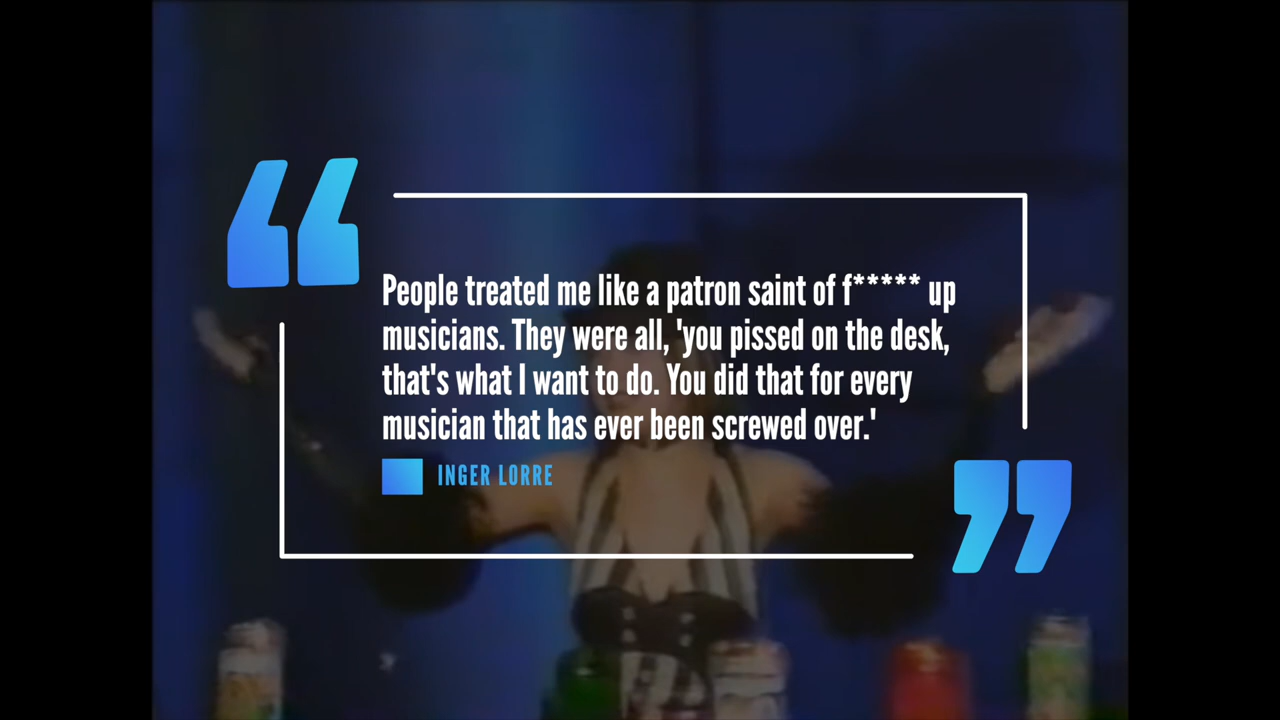 People treated me like a patron saint of f***** up
musicians. They were all, 'you pissed on the desk,
that's what I want to do. You did that for every
musician that has ever been screwed over.'
INGER LORRE